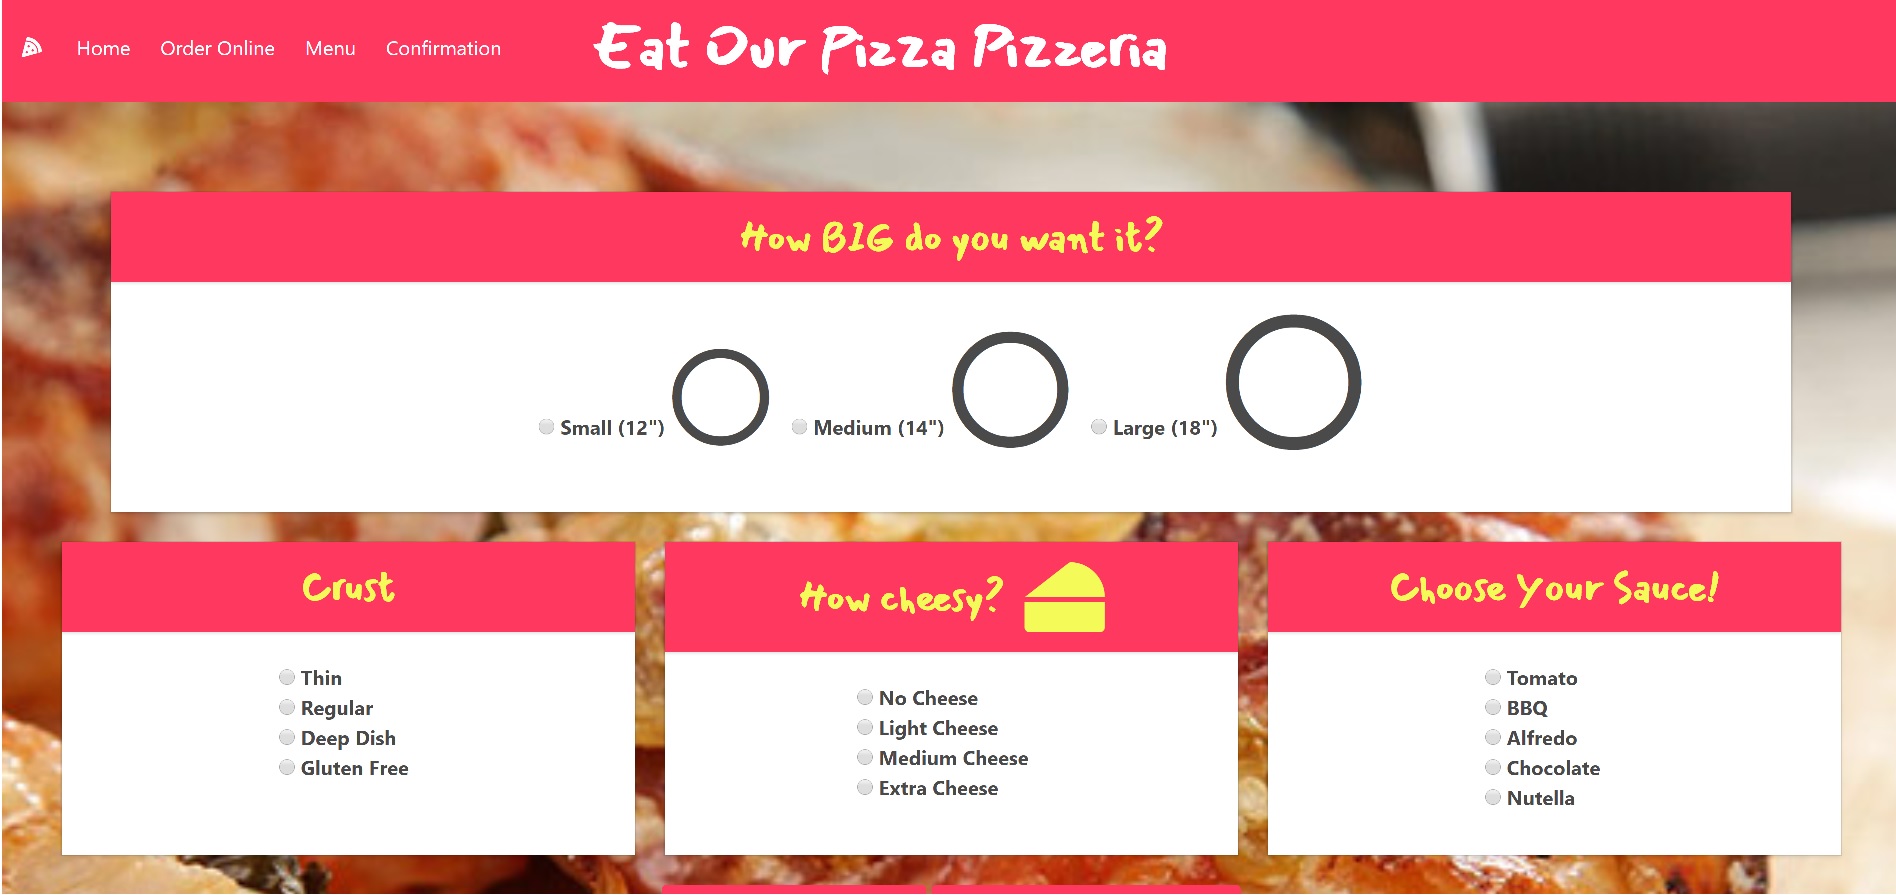 Home Order Online Menu Confirmation Eat Our Pizza Pizzeria
How BIG do you want it?
Small (12") Medium (14") Large (18")
Crust
Thin
Regular
Deep Dish
Gluten Free
How cheesy?
No Cheese
Light Cheese
Medium Cheese
Extra Cheese
Choose Your Sauce!
Tomato
BBQ
Alfredo
Chocolate
Nutella